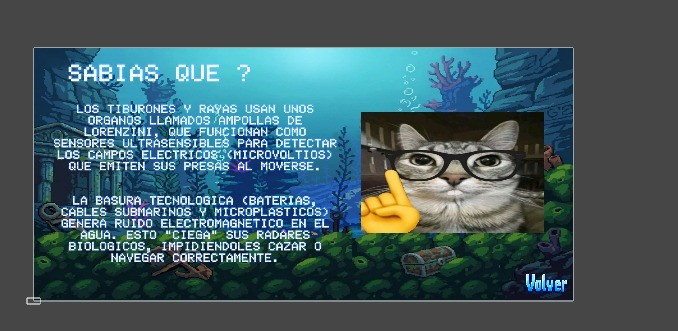 SABIAS QUE ?
LOS TIBURONES Y RAYAS USAN UNOS
ORGANOS LLAMADOS AMPOLLAS DE
LORENZINI, QUE FUNCIONAN COMO
SENSORES ULTRASENSIBLES PARA DETECTAR
LOS CAMPOS ELECTRICOS (MICROVOLTIOS)
QUE EMITEN SUS PRESAS AL MOVERSE.
LA BASURA TECNOLOGICA (BATERIAS,
CABLES SUBMARINOS Y MICROPLASTICOS)
GENERA RUIDO ELECTROMAGNETICO EN EL
AGUA. ESTO "CIEGA" SUS RADARES
BIOLOGICOS, IMPIDIENDOLES CAZAR O
NAVEGAR CORRECTAMENTE.
Volver